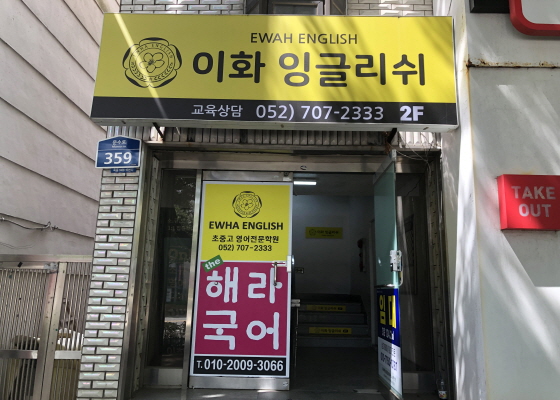 EWAH ENGLISH
이화 잉글리쉬
교육상담 052) 707-2333 2F
359
TAKE OUT
EWHA ENGLISH
초중고 영어전문학원
052) 707-2333
the
해라
국어
T. 010-2009-3066